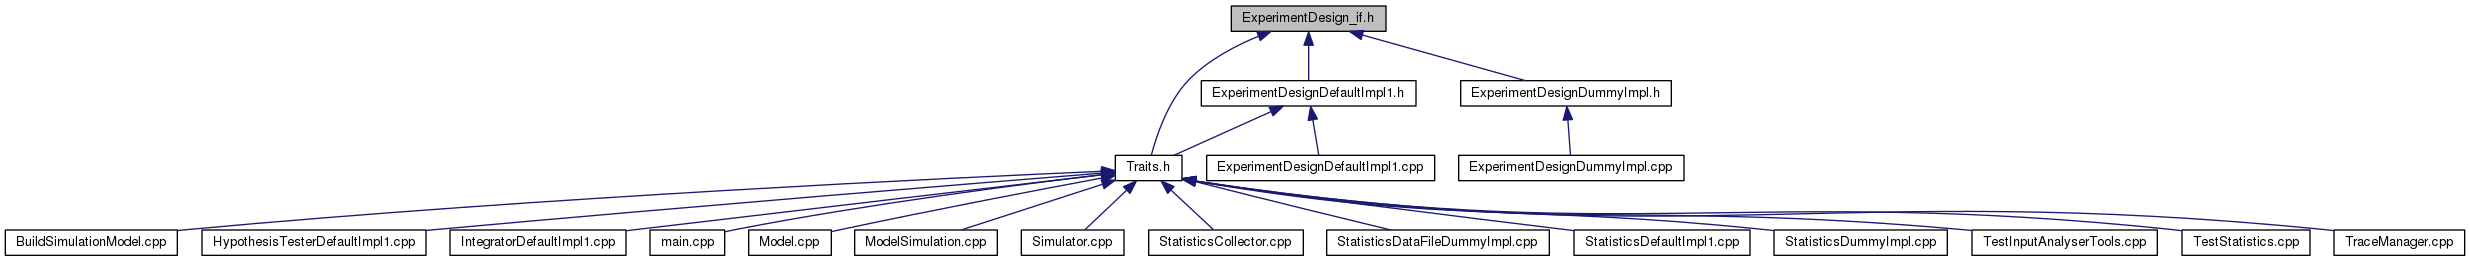 ExperimentDesign_if.h
ExperimentDesignDefaultImpl1.h
ExperimentDesignDummyImpl.h
Traits.h
ExperimentDesignDefaultImpl1.cpp
ExperimentDesignDummyImpl.cpp
BuildSimulationModel.cpp
HypothesisTesterDefaultImpl1.cpp
IntegratorDefaultImpl1.cpp
main.cpp
Model.cpp
ModelSimulation.cpp
Simulator.cpp
StatisticsCollector.cpp
StatisticsDataFileDummyImpl.cpp
StatisticsDefaultImpl1.cpp
StatisticsDummyImpl.cpp
TestInputAnalyserTools.cpp
TestStatistics.cpp
TraceManager.cpp